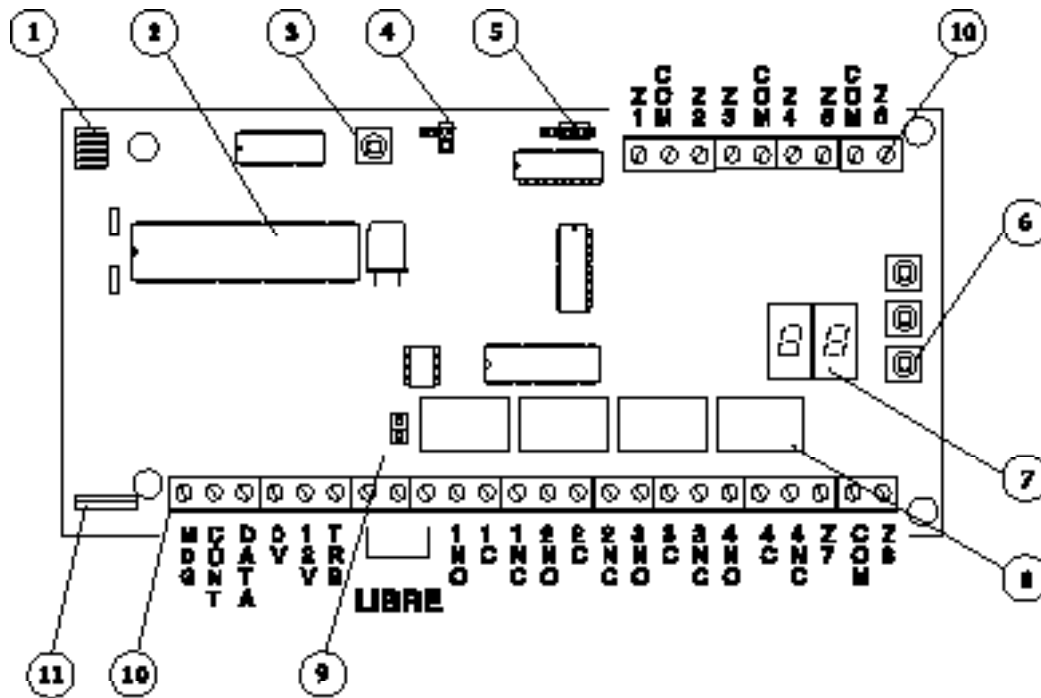 1 2 3 4 5 10
Z1 COM Z2 Z3 COM Z4 Z5 COM Z6
6
7
8
MDG CONT DATA 0V 12V TRB 1NO 1C 1NC 2NO 2C 2NC 3NO 3C 3NC 4NO 4C 4NC Z7 COM Z8
LIBRE
11 10 9